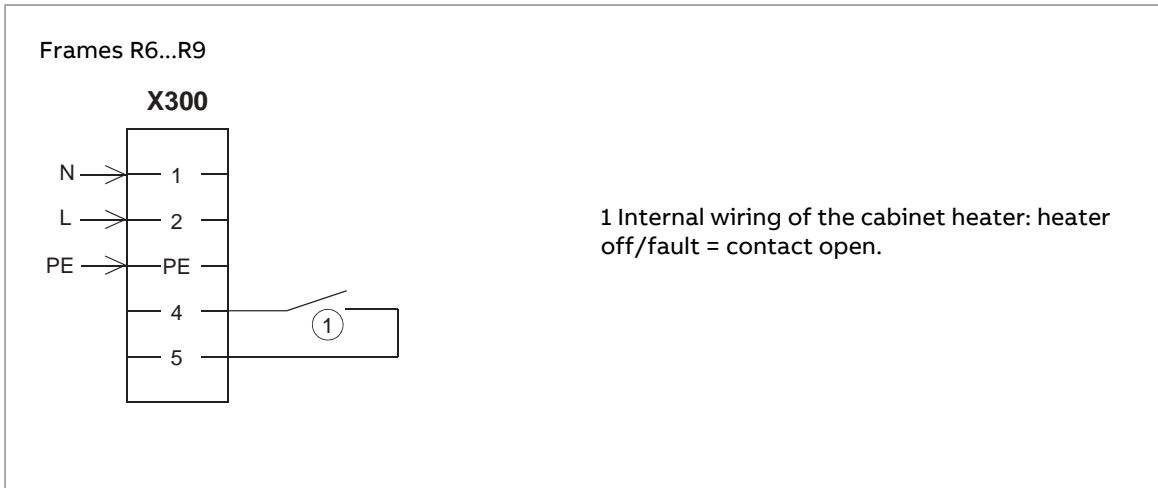 Frames R6...R9
X300
N 1
L 2
PE PE
4
1
5
1 Internal wiring of the cabinet heater: heater
off/fault = contact open.